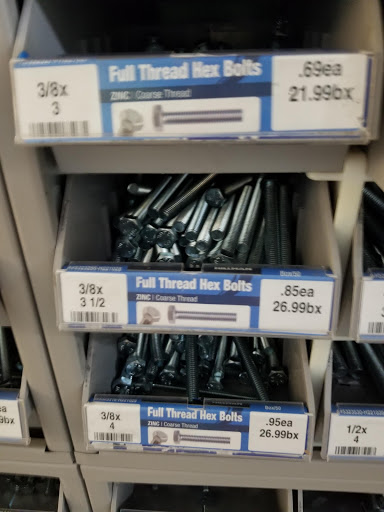 3/8x
3
Full Thread Hex Bolts
ZINC | Coarse Thread
.69ea
21.99bx
3/8x
3 1/2
Full Thread Hex Bolts
ZINC | Coarse Thread
.85ea
26.99bx
3/8x
4
Full Thread Hex Bolts
ZINC | Coarse Thread
.95ea
26.99bx
1/2x
4